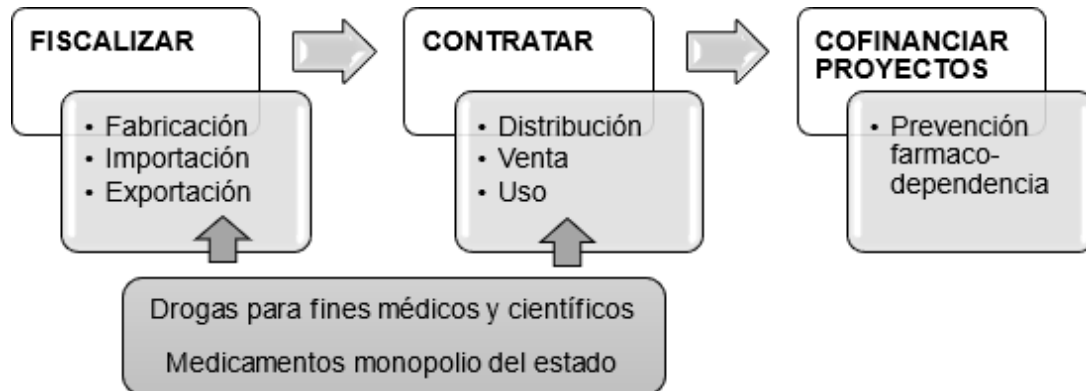 FISCALIZAR
• Fabricación
• Importación
• Exportación
CONTRATAR
• Distribución
• Venta
• Uso
COFINANCIAR
PROYECTOS
• Prevención
farmaco-
dependencia
Drogas para fines médicos y científicos
Medicamentos monopolio del estado